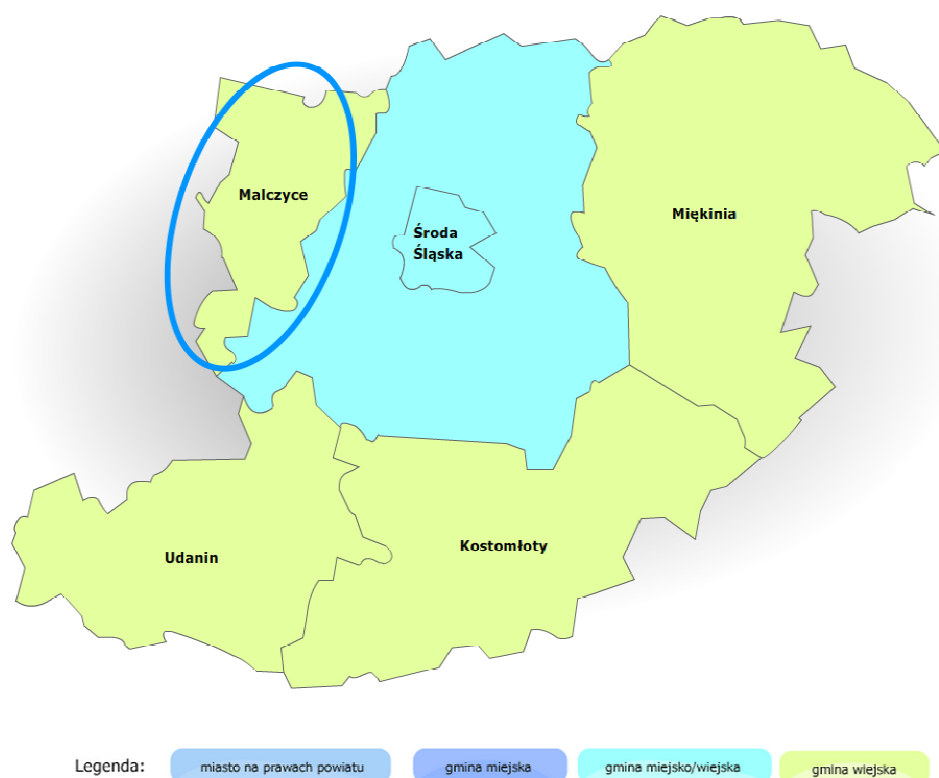 Malczyce
Środa
Śląska
Miękinia
Udanin
Kostomłoty
Legenda:
miasto na prawach powiatu
gmina miejska
gmina miejsko/wiejska
gmina wiejska